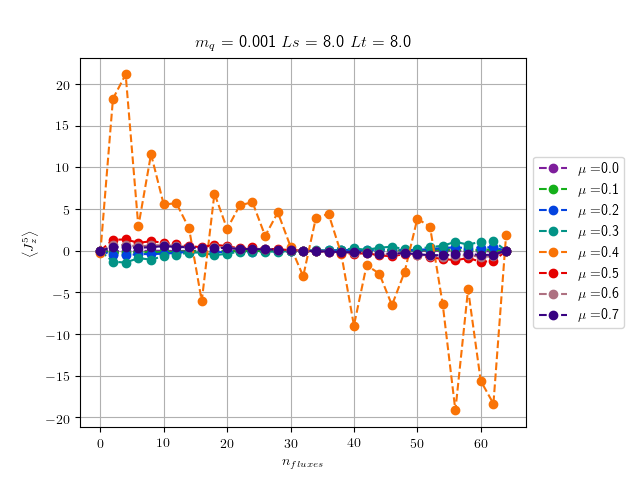 m_q = 0.001 Ls = 8.0 Lt = 8.0
20
15
10
5
0
−5
−10
−15
−20
⟨J_z^5⟩
0 10 20 30 40 50 60
n_fluxes
μ =0.0
μ =0.1
μ =0.2
μ =0.3
μ =0.4
μ =0.5
μ =0.6
μ =0.7